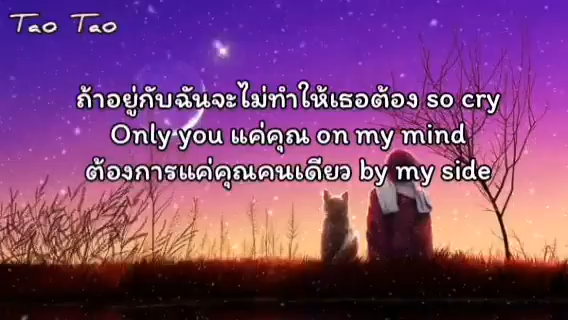 Tao Tao
ถ้าอยู่กับฉันจะไม่ทำให้เธอต้อง so cry
Only you แค่คุณ on my mind
ต้องการแค่คุณคนเดียว by my side